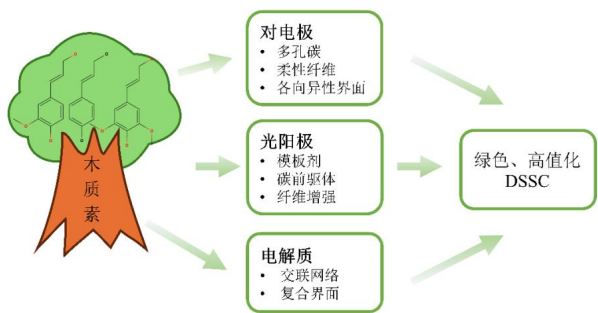 木质素
对电极
• 多孔碳
• 柔性纤维
• 各向异性界面
光阳极
• 模板剂
• 碳前驱体
• 纤维增强
电解质
• 交联网络
• 复合界面
绿色、高值化
DSSC